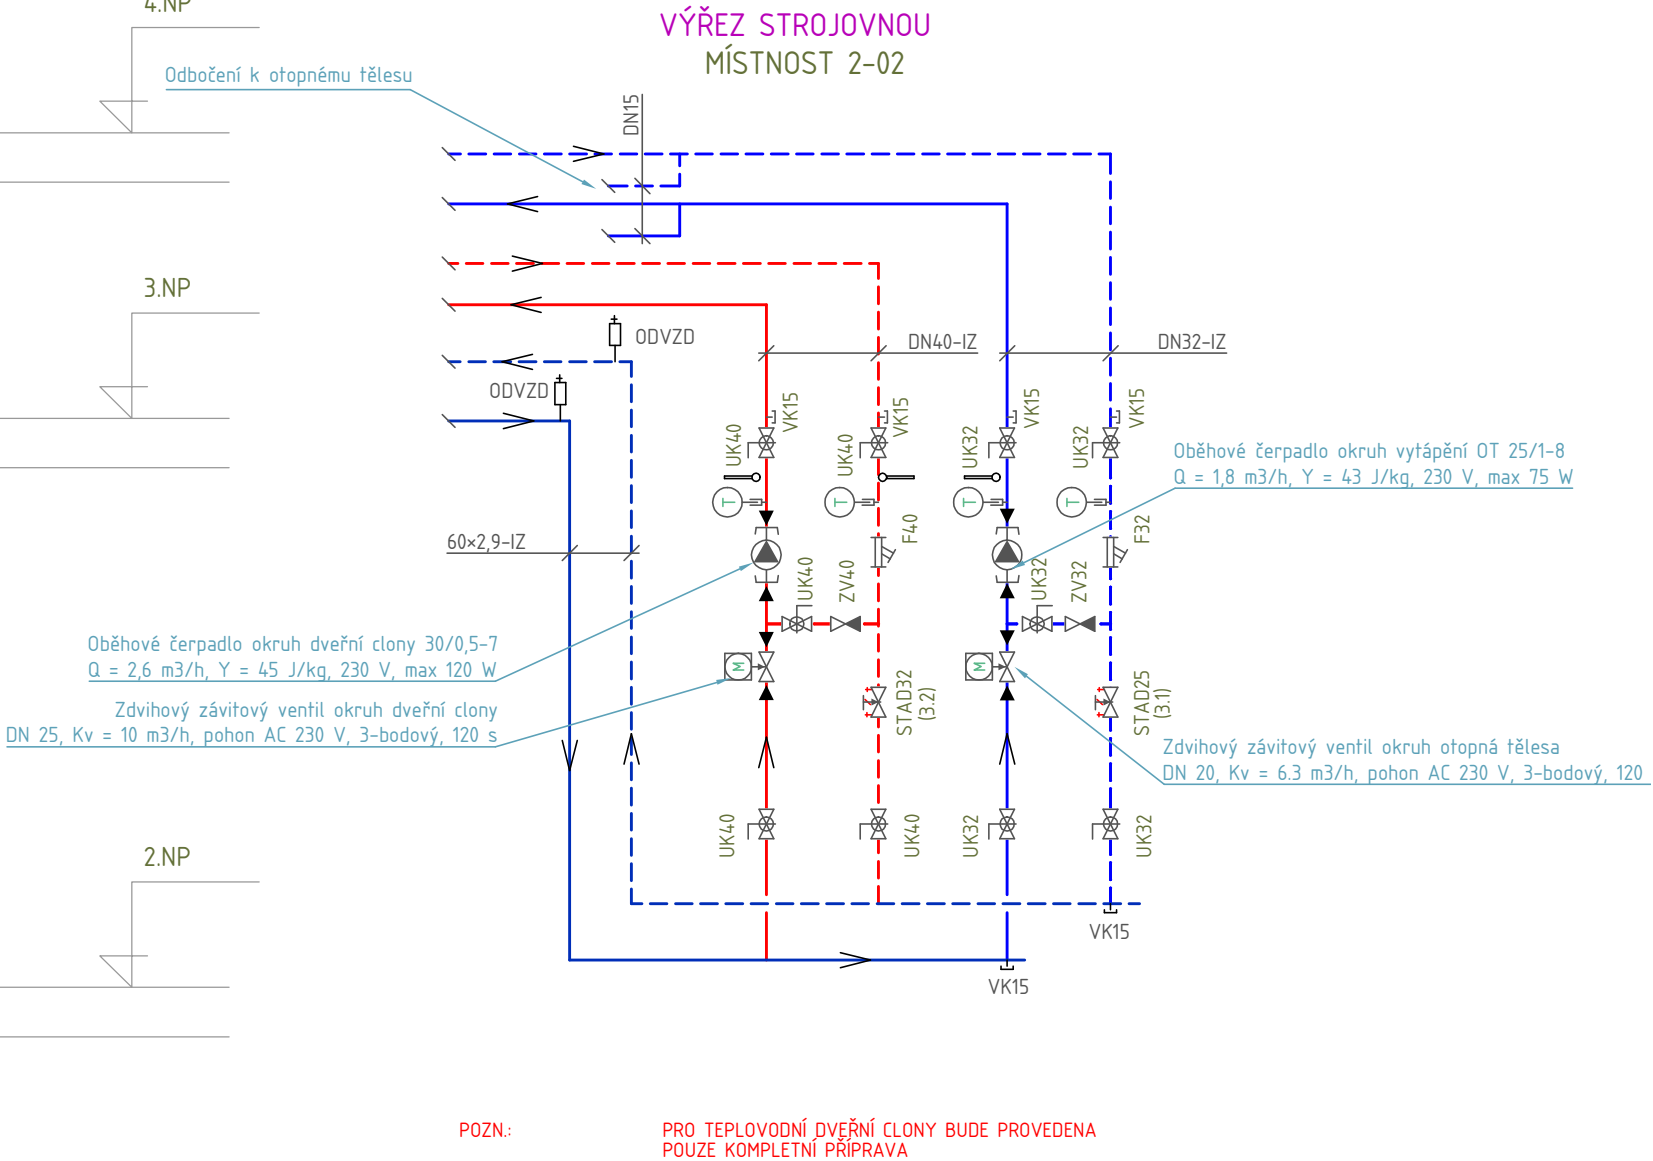 4.NP
VÝŘEZ STROJOVNOU
MÍSTNOST 2-02
Odbočení k otopnému tělesu
DN15
3.NP
ODVZD
ODVZD
DN40-IZ
DN32-IZ
UK40
VK15
UK40
VK15
UK32
VK15
UK32
VK15
Oběhové čerpadlo okruh vytápění OT 25/1-8
Q = 1,8 m3/h, Y = 43 J/kg, 230 V, max 75 W
T
T
T
T
60×2,9-IZ
F40
F32
UK40
ZV40
UK32
ZV32
Oběhové čerpadlo okruh dveřní clony 30/0,5-7
Q = 2,6 m3/h, Y = 45 J/kg, 230 V, max 120 W
M
M
Zdvihový závitový ventil okruh dveřní clony
DN 25, Kv = 10 m3/h, pohon AC 230 V, 3-bodový, 120 s
STAD32
(3.2)
STAD25
(3.1)
Zdvihový závitový ventil okruh otopná tělesa
DN 20, Kv = 6.3 m3/h, pohon AC 230 V, 3-bodový, 120
UK40
UK40
UK32
UK32
2.NP
VK15
VK15
POZN.:
PRO TEPLOVODNÍ DVEŘNÍ CLONY BUDE PROVEDENA
POUZE KOMPLETNÍ PŘÍPRAVA